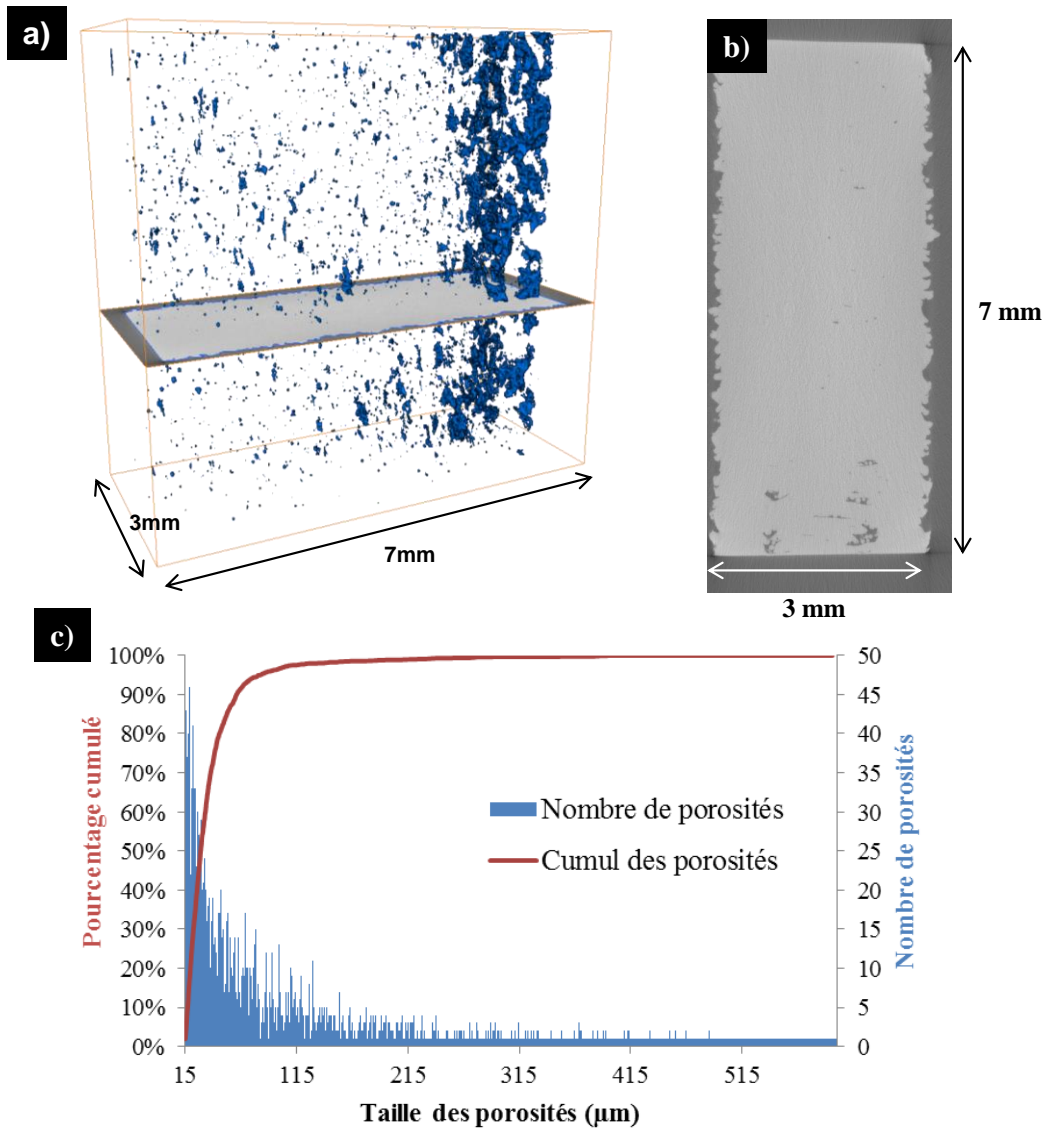 a)
3mm
7mm
b)
7 mm
3 mm
c)
100%
90%
80%
70%
60%
50%
40%
30%
20%
10%
0%
Pourcentage cumulé
50
45
40
35
30
25
20
15
10
5
0
Nombre de porosités
Nombre de porosités
Cumul des porosités
15
115
215
315
415
515
Taille des porosités (µm)